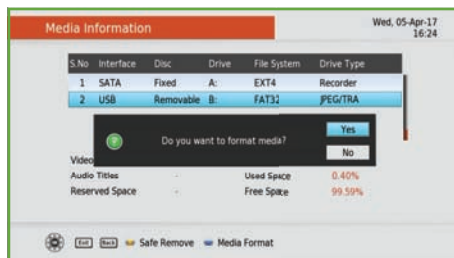 Media Information
Wed, 05-Apr-17
16:24
S.No Interface Disc Drive File System Drive Type
1 SATA Fixed A: EXT4 Recorder
2 USB Removable B: FAT32 JPEG/TRA
Do you want to format media?
Yes
No
Video
Audio Titles - Used Space 0.40%
Reserved Space - Free Space 99.59%
Exit Back Safe Remove Media Format